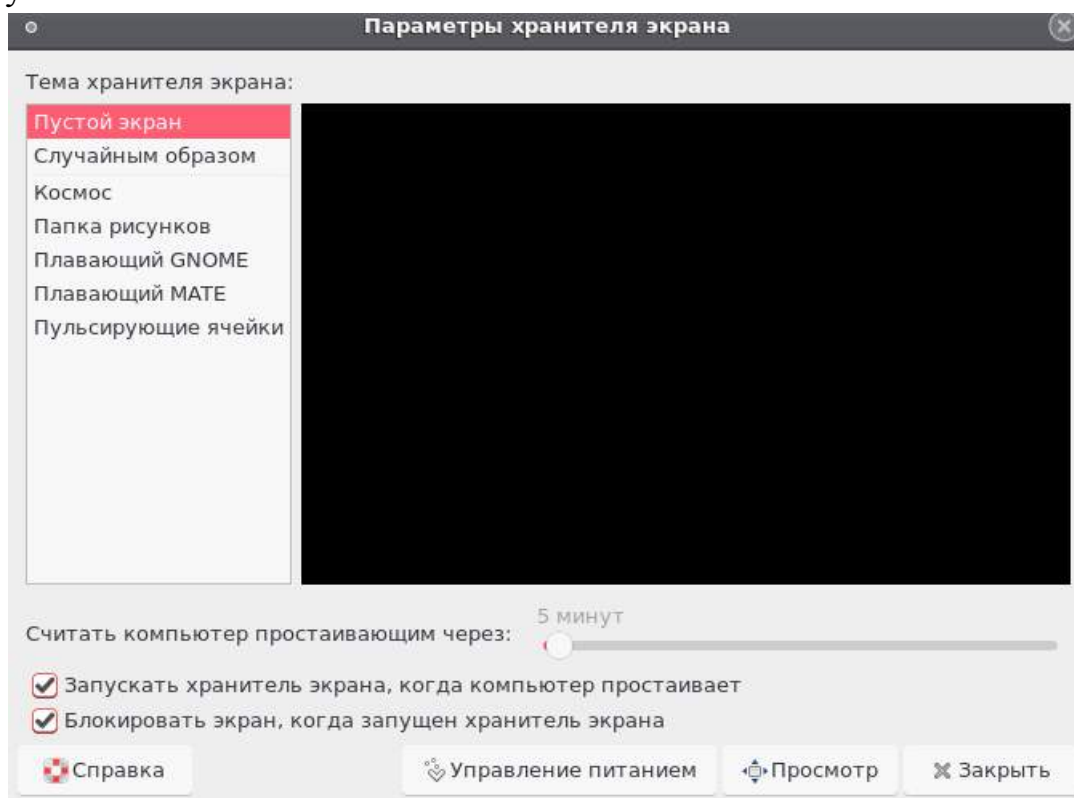 Параметры хранителя экрана
Тема хранителя экрана:
Пустой экран
Случайным образом
Космос
Папка рисунков
Плавающий GNOME
Плавающий MATE
Пульсирующие ячейки
5 минут
Считать компьютер простаивающим через:
Запускать хранитель экрана, когда компьютер простаивает
Блокировать экран, когда запущен хранитель экрана
Справка Управление питанием Просмотр Закрыть